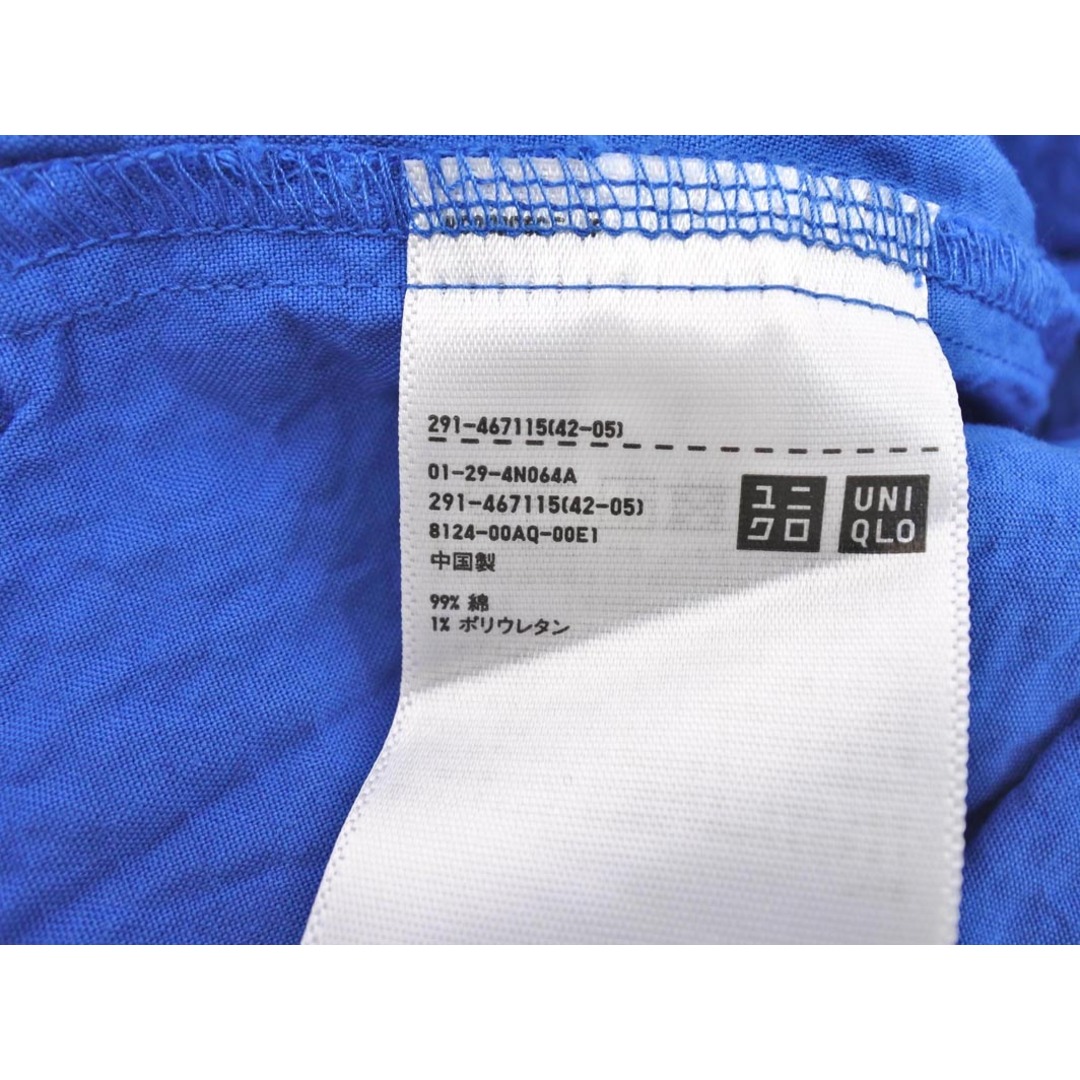 291-467115(42-05)
01-29-4N064A
291-467115(42-05)
8124-00AQ-00E1
中国製
99% 綿
1% ポリウレタン
ユニ
クロ
UNI
QLO